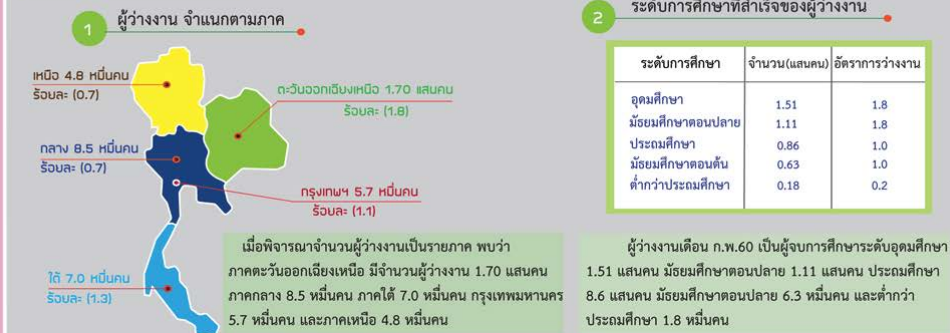 1 ผู้ว่างงาน จำแนกตามภาค
เหนือ 4.8 หมื่นคน
ร้อยละ (0.7)
ตะวันออกเฉียงเหนือ 1.70 แสนคน
ร้อยละ (1.8)
กลาง 8.5 หมื่นคน
ร้อยละ (0.7)
กรุงเทพฯ 5.7 หมื่นคน
ร้อยละ (1.1)
ใต้ 7.0 หมื่นคน
ร้อยละ (1.3)
เมื่อพิจารณาจำนวนผู้ว่างงานเป็นรายภาค พบว่า
ภาคตะวันออกเฉียงเหนือ มีจำนวนผู้ว่างงาน 1.70 แสนคน
ภาคกลาง 8.5 หมื่นคน ภาคใต้ 7.0 หมื่นคน กรุงเทพมหานคร
5.7 หมื่นคน และภาคเหนือ 4.8 หมื่นคน
2 ระดับการศึกษาที่สำเร็จของผู้ว่างงาน
ระดับการศึกษา จำนวน(แสนคน) อัตราการว่างงาน
อุดมศึกษา 1.51 1.8
มัธยมศึกษาตอนปลาย 1.11 1.8
ประถมศึกษา 0.86 1.0
มัธยมศึกษาตอนต้น 0.63 1.0
ต่ำกว่าประถมศึกษา 0.18 0.2
ผู้ว่างงานเดือน ก.พ.60 เป็นผู้จบการศึกษาระดับอุดมศึกษา
1.51 แสนคน มัธยมศึกษาตอนปลาย 1.11 แสนคน ประถมศึกษา
8.6 แสนคน มัธยมศึกษาตอนปลาย 6.3 หมื่นคน และต่ำกว่า
ประถมศึกษา 1.8 หมื่นคน